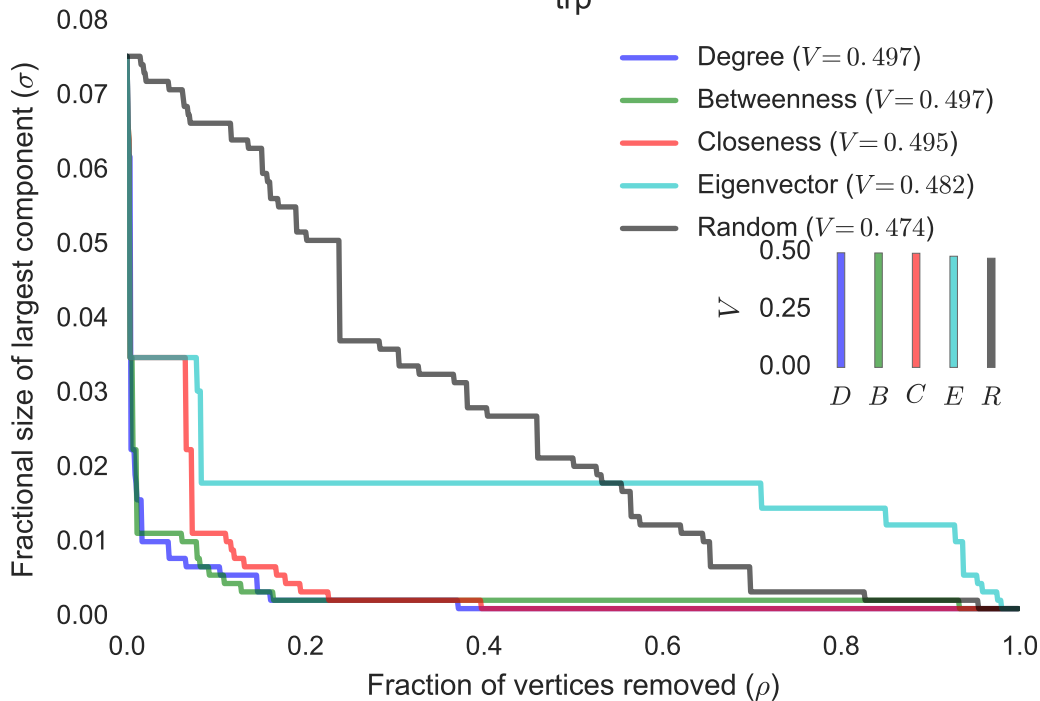 trp
0.08
0.07
0.06
0.05
0.04
0.03
0.02
0.01
0.00
Fractional size of largest component (σ)
Degree (V= 0.497)
Betweenness (V= 0.497)
Closeness (V= 0.495)
Eigenvector (V= 0.482)
Random (V= 0.474)
0.50
0.25
0.00
V
D B C E R
0.0 0.2 0.4 0.6 0.8 1.0
Fraction of vertices removed (ρ)